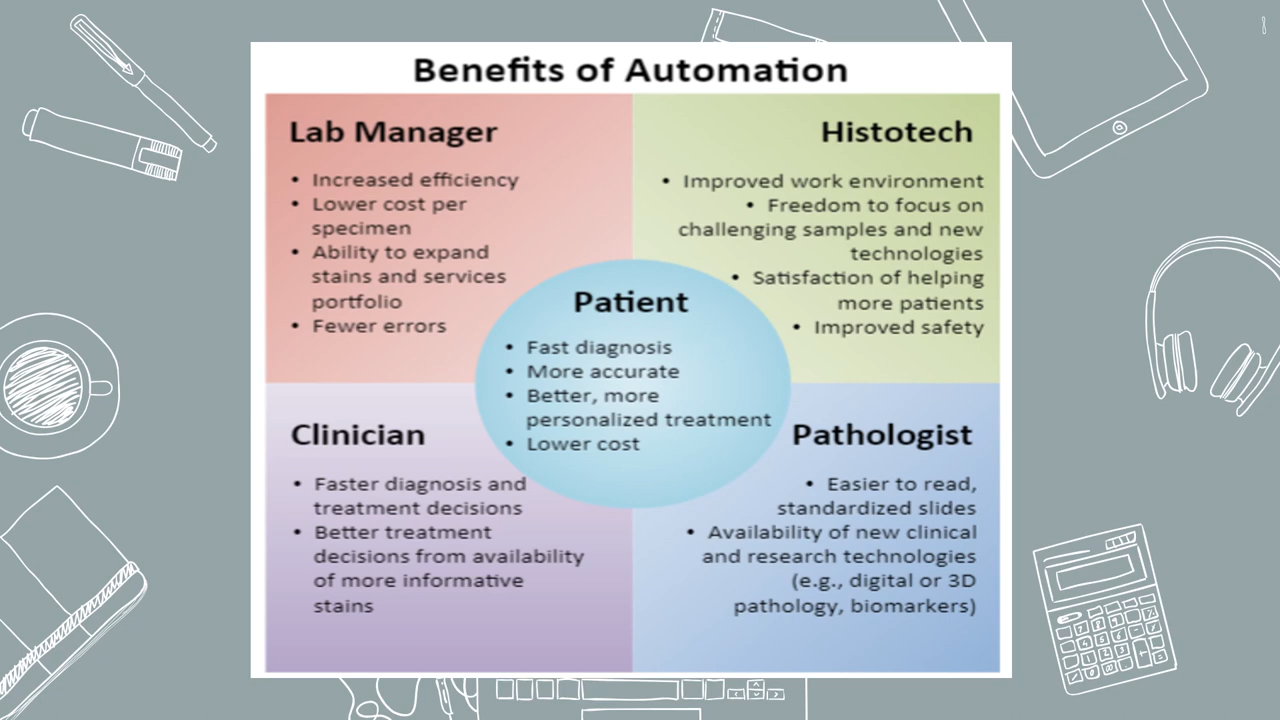 Benefits of Automation
Lab Manager
• Increased efficiency
• Lower cost per
specimen
• Ability to expand
stains and services
portfolio
• Fewer errors
Histotech
• Improved work environment
• Freedom to focus on
challenging samples and new
technologies
• Satisfaction of helping
more patients
• Improved safety
Patient
• Fast diagnosis
• More accurate
• Better, more
personalized treatment
• Lower cost
Clinician
• Faster diagnosis and
treatment decisions
• Better treatment
decisions from availability
of more informative
stains
Pathologist
• Easier to read,
standardized slides
• Availability of new clinical
and research technologies
(e.g., digital or 3D
pathology, biomarkers)